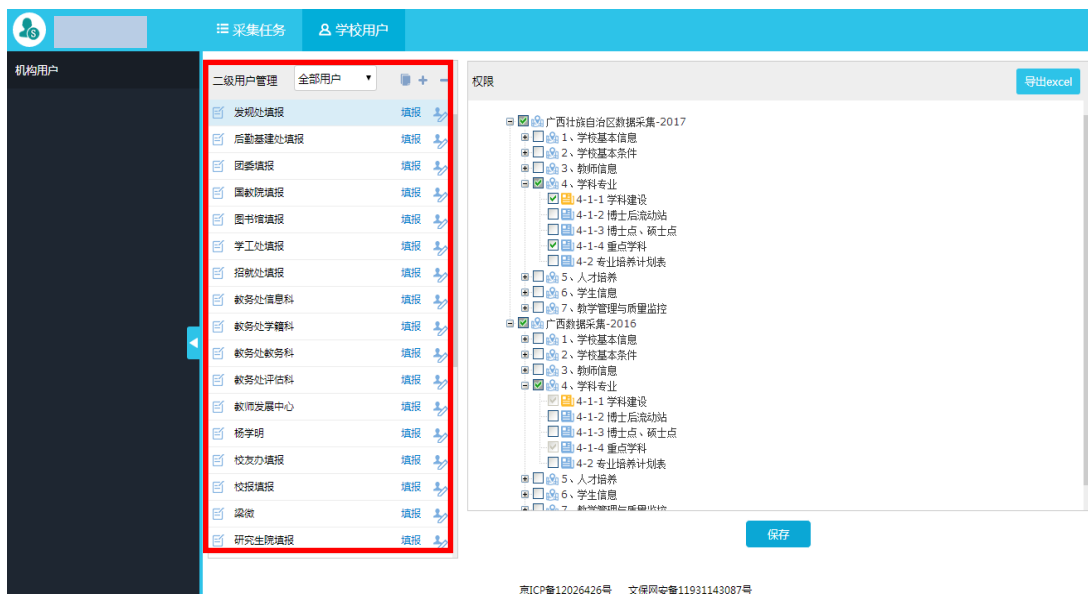 采集任务 学校用户
机构用户
二级用户管理 全部用户
发规处填报 填报
后勤基建处填报 填报
团委填报 填报
国教院填报 填报
图书馆填报 填报
学工处填报 填报
招就处填报 填报
教务处信息科 填报
教务处学籍科 填报
教务处教务科 填报
教务处评估科 填报
教师发展中心 填报
杨学明 填报
校友办填报 填报
校报填报 填报
梁微 填报
研究生院填报 填报
权限 导出excel
广西壮族自治区数据采集-2017
1、学校基本信息
2、学校基本条件
3、教师信息
4、学科专业
4-1-1 学科建设
4-1-2 博士后流动站
4-1-3 博士点、硕士点
4-1-4 重点学科
4-2 专业培养计划表
5、人才培养
6、学生信息
7、教学管理与质量监控
广西数据采集-2016
1、学校基本信息
2、学校基本条件
3、教师信息
4、学科专业
4-1-1 学科建设
4-1-2 博士后流动站
4-1-3 博士点、硕士点
4-1-4 重点学科
4-2 专业培养计划表
5、人才培养
6、学生信息
7、教学管理与质量监控
保存
京ICP备12026426号 文保网安备11931143087号